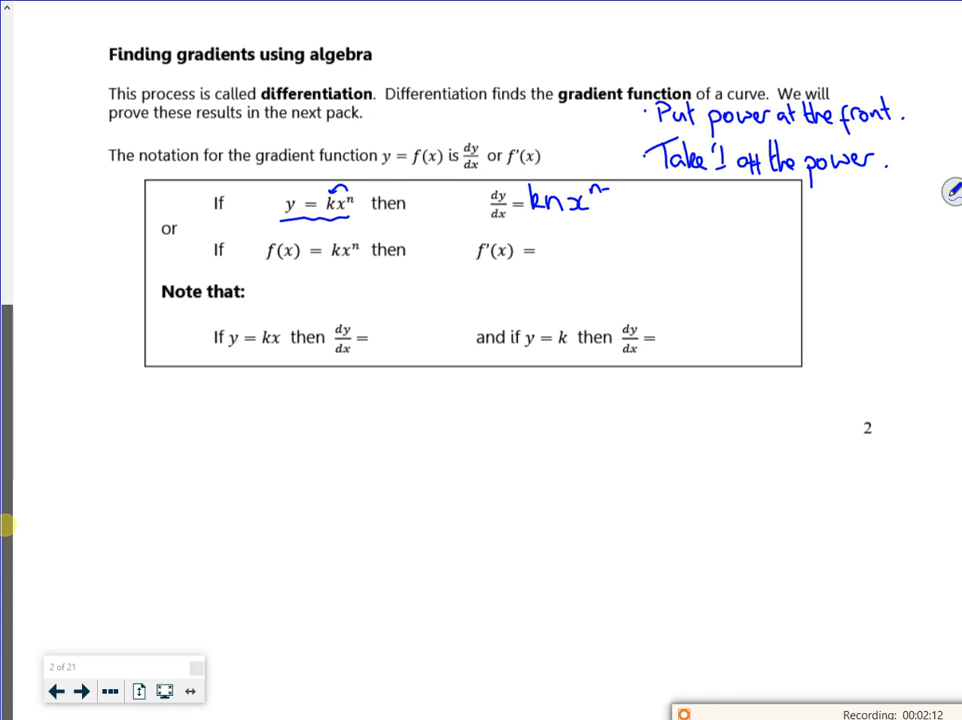 Finding gradients using algebra
This process is called differentiation. Differentiation finds the gradient function of a curve. We will
prove these results in the next pack.
· Put power at the front.
· Take '1' off the power.
The notation for the gradient function y = f(x) is dy/dx or f'(x)
If y = kxⁿ then dy/dx = knxⁿ⁻
or
If f(x) = kxⁿ then f'(x) =
Note that:
If y = kx then dy/dx = and if y = k then dy/dx =
2
2 of 21
Recording: 00:02:12